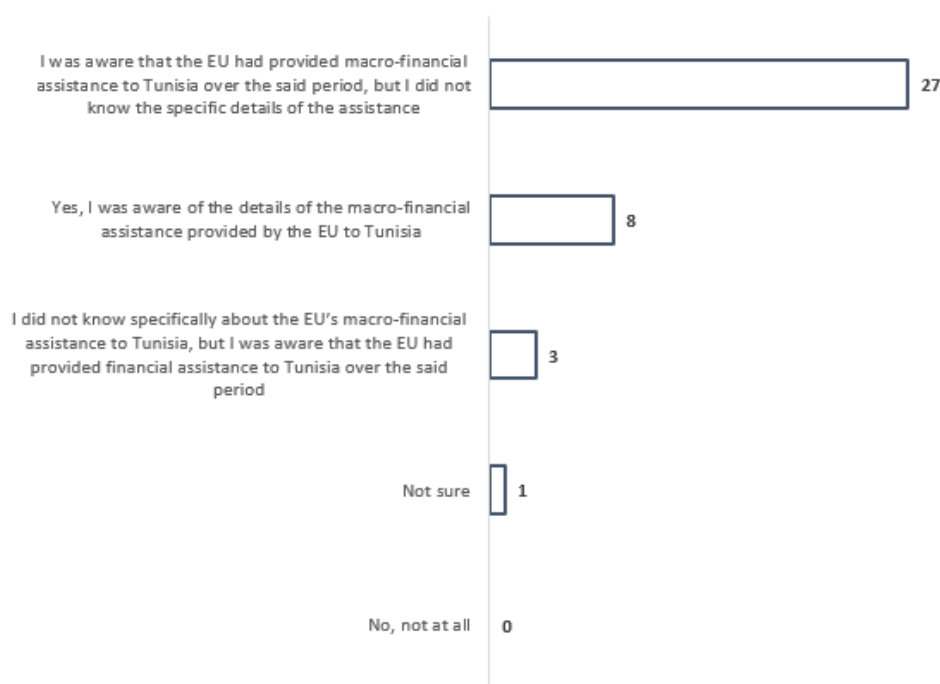 I was aware that the EU had provided macro-financial
assistance to Tunisia over the said period, but I did not
know the specific details of the assistance
27
Yes, I was aware of the details of the macro-financial
assistance provided by the EU to Tunisia
8
I did not know specifically about the EU’s macro-financial
assistance to Tunisia, but I was aware that the EU had
provided financial assistance to Tunisia over the said
period
3
Not sure
1
No, not at all
0